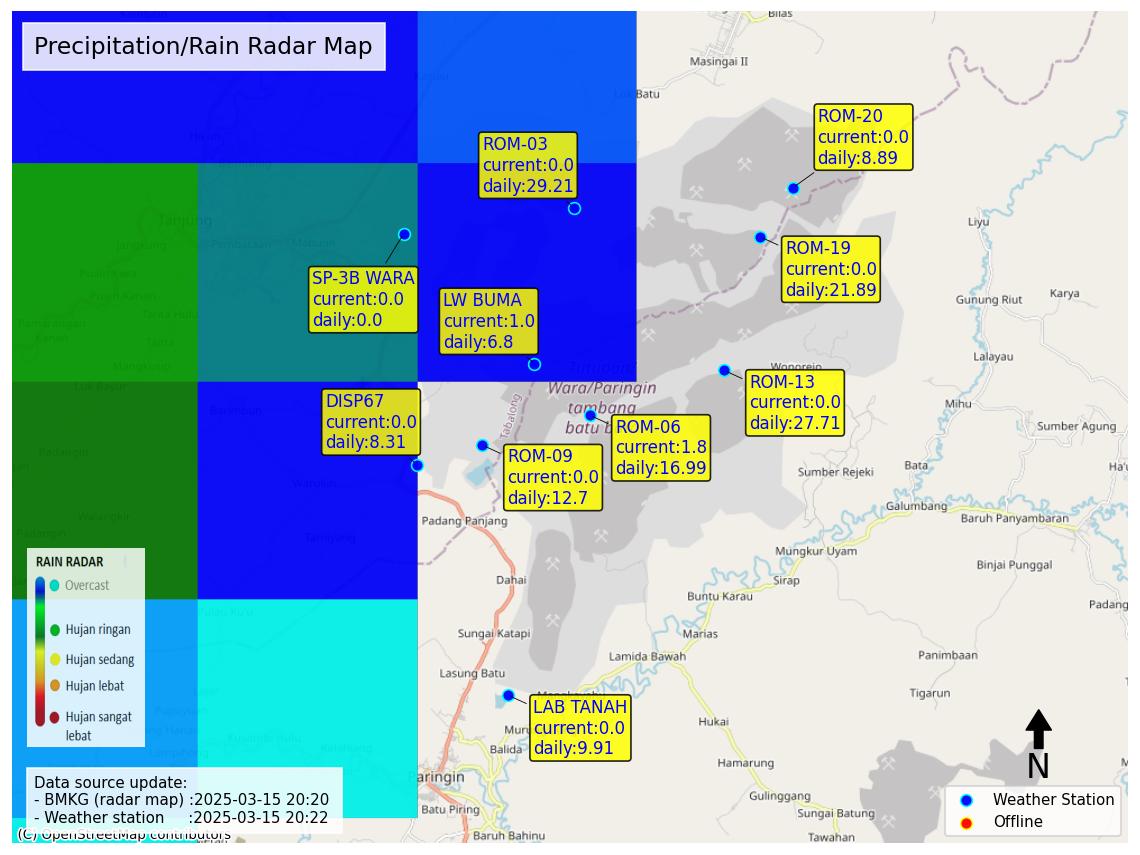 Precipitation/Rain Radar Map
Bilas
Masingai II
Luk Batu
ROM-20
current:0.0
daily:8.89
ROM-03
current:0.0
daily:29.21
Tanjung
Liyu
ROM-19
current:0.0
daily:21.89
SP-3B WARA
current:0.0
daily:0.0
LW BUMA
current:1.0
daily:6.8
Gunung Riut
Karya
Lalayau
Wonorejo
Wara/Paringin
tambang
Tabalong
ROM-13
current:0.0
daily:27.71
DISP67
current:0.0
daily:8.31
ROM-06
current:1.8
daily:16.99
ROM-09
current:0.0
daily:12.7
Mihu
Sumber Agung
Bata
Sumber Rejeki
Galumbang
Baruh Panyambaran
Padang Panjang
Mungkur Uyam
Binjai Punggal
Dahai
Sirap
Buntu Karau
Padang
Sungai Katapi
Marias
Lamida Bawah
Panimbaan
Lasung Batu
Tigarun
LAB TANAH
current:0.0
daily:9.91
Hukai
Balida
Hamarung
Paringin
Gulinggang
Batu Piring
Sungai Batung
Baruh Bahinu
Tawahan
RAIN RADAR
Overcast
Hujan ringan
Hujan sedang
Hujan lebat
Hujan sangat
lebat
Data source update:
- BMKG (radar map) :2025-03-15 20:20
- Weather station :2025-03-15 20:22
(C) OpenStreetMap contributors
N
Weather Station
Offline